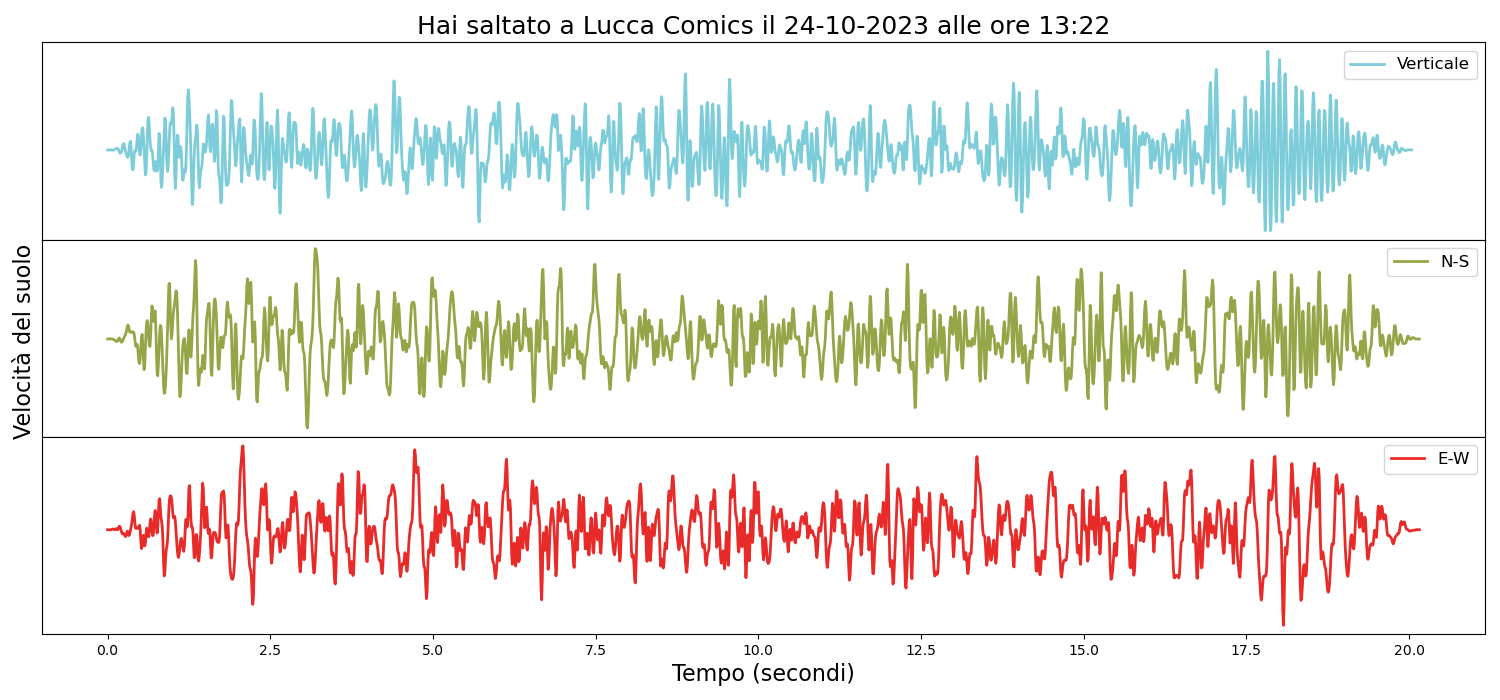 Hai saltato a Lucca Comics il 24-10-2023 alle ore 13:22
Verticale
N-S
E-W
Velocità del suolo
0.0 2.5 5.0 7.5 10.0 12.5 15.0 17.5 20.0
Tempo (secondi)